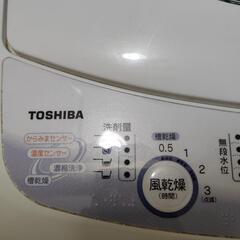 TOSHIBA
洗剤量
からみまセンサー
濃度センサー
濃縮洗浄
槽乾燥
槽乾燥
0.5
1
2
3
(点滅)
風乾燥
(時間)
無段水位